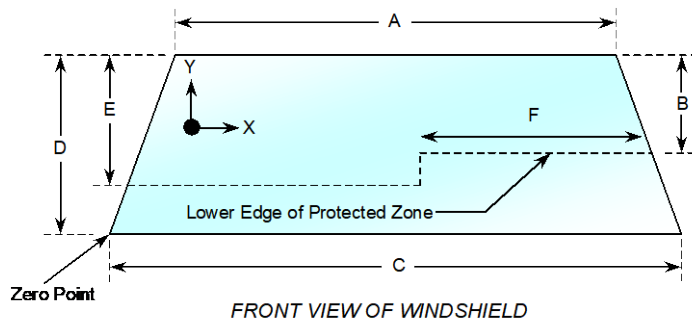 A
Y
E
B
X
F
D
Lower Edge of Protected Zone
C
Zero Point
FRONT VIEW OF WINDSHIELD